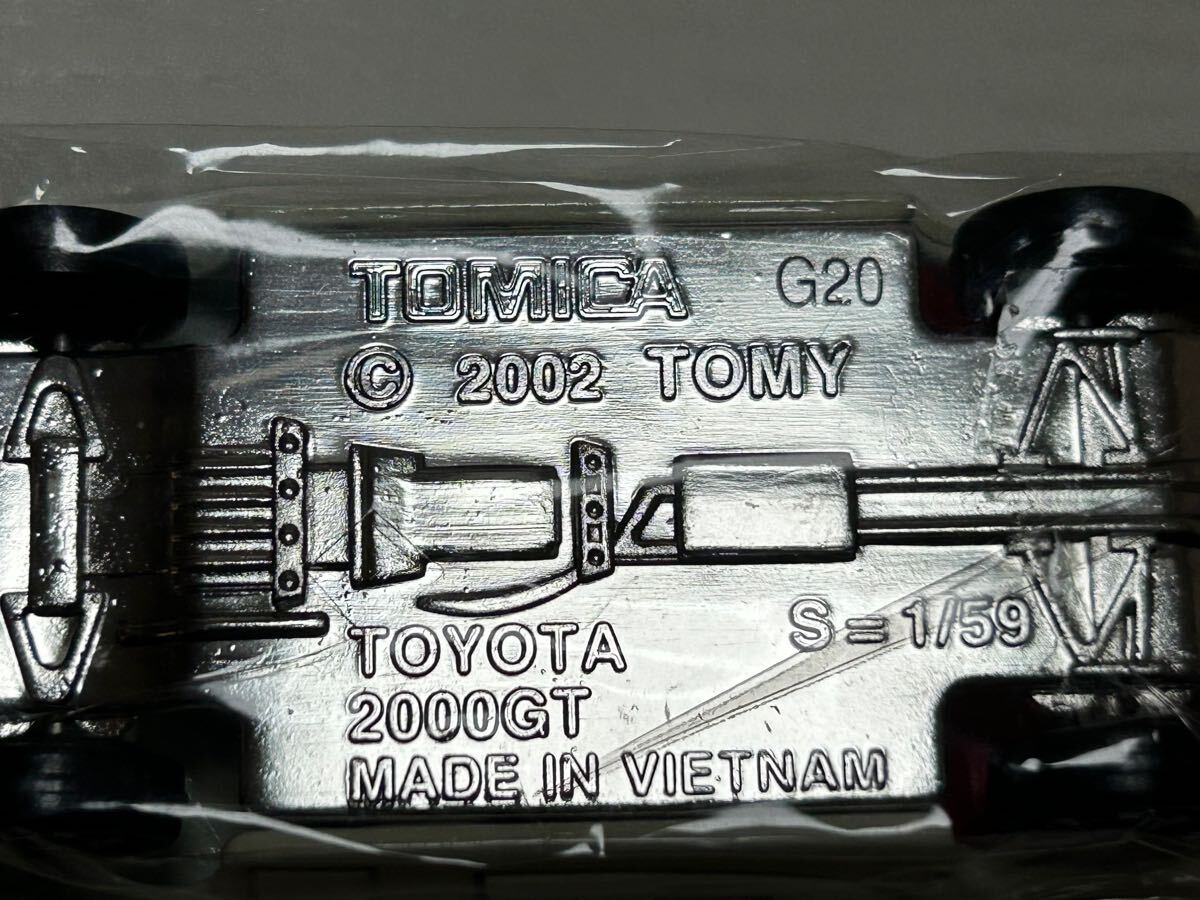 TOMICA G20
© 2002 TOMY
S=1/59
TOYOTA
2000GT
MADE IN VIETNAM